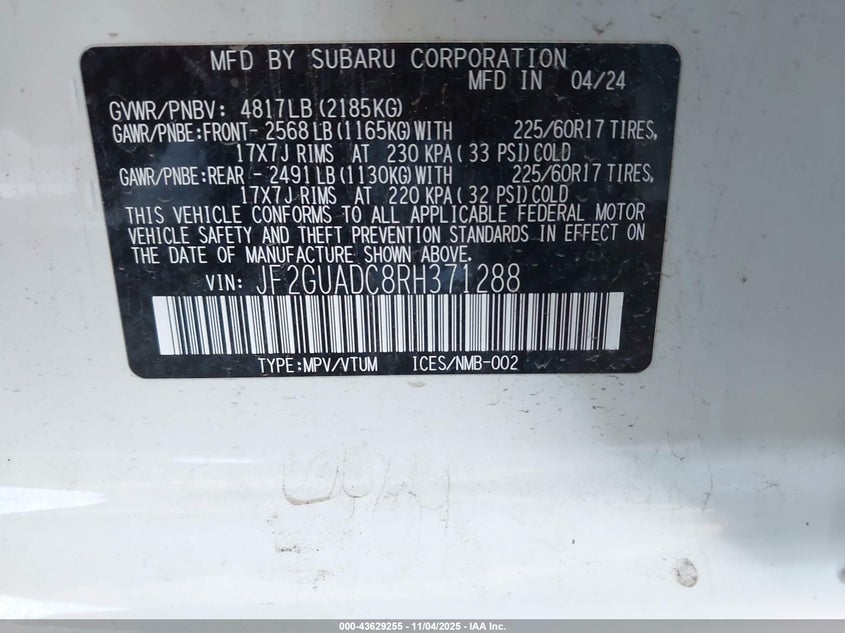 MFD BY SUBARU CORPORATION
MFD IN 04/24
GVWR/PNBV: 4817LB(2185KG)
GAWR/PNBE:FRONT- 2568LB(1165KG)WITH 225/60R17 TIRES,
17X7J RIMS AT 230 KPA( 33 PSI)COLD
GAWR/PNBE:REAR - 2491LB(1130KG)WITH 225/60R17 TIRES,
17X7J RIMS AT 220 KPA( 32 PSI)COLD
THIS VEHICLE CONFORMS TO ALL APPLICABLE FEDERAL MOTOR
VEHICLE SAFETY AND THEFT PREVENTION STANDARDS IN EFFECT ON
THE DATE OF MANUFACTURE SHOWN ABOVE.
VIN: JF2GUADC8RH371288
TYPE:MPV/VTUM ICES/NMB-002
000-43629255 - 11/04/2025 - IAA Inc.